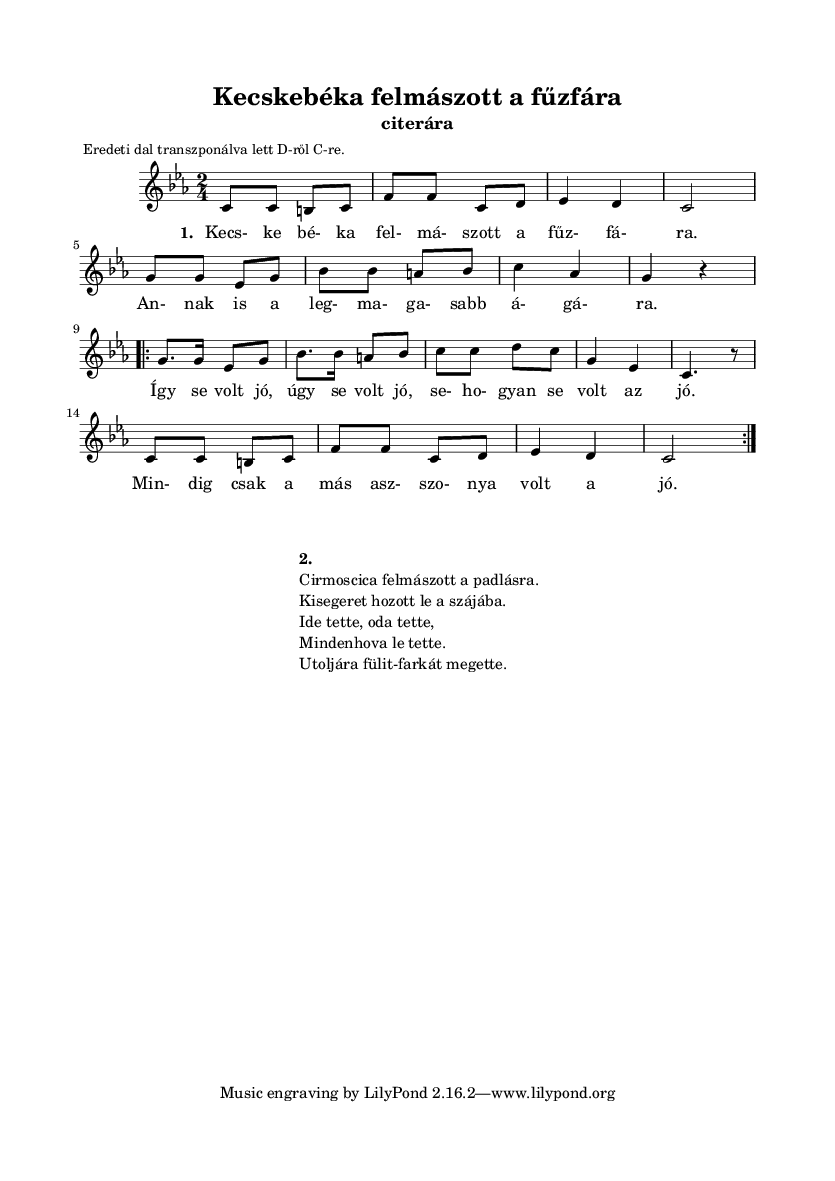 Kecskebéka felmászott a fűzfára
citerára
Eredeti dal transzponálva lett D-ről C-re.
2
4
1. Kecs- ke bé- ka fel- má- szott a fűz- fá- ra.
5
An- nak is a leg- ma- ga- sabb á- gá- ra.
9
Így se volt jó, úgy se volt jó, se- ho- gyan se volt az jó.
14
Min- dig csak a más asz- szo- nya volt a jó.
2.
Cirmoscica felmászott a padlásra.
Kisegeret hozott le a szájába.
Ide tette, oda tette,
Mindenhova le tette.
Utoljára fülit-farkát megette.
Music engraving by LilyPond 2.16.2—www.lilypond.org